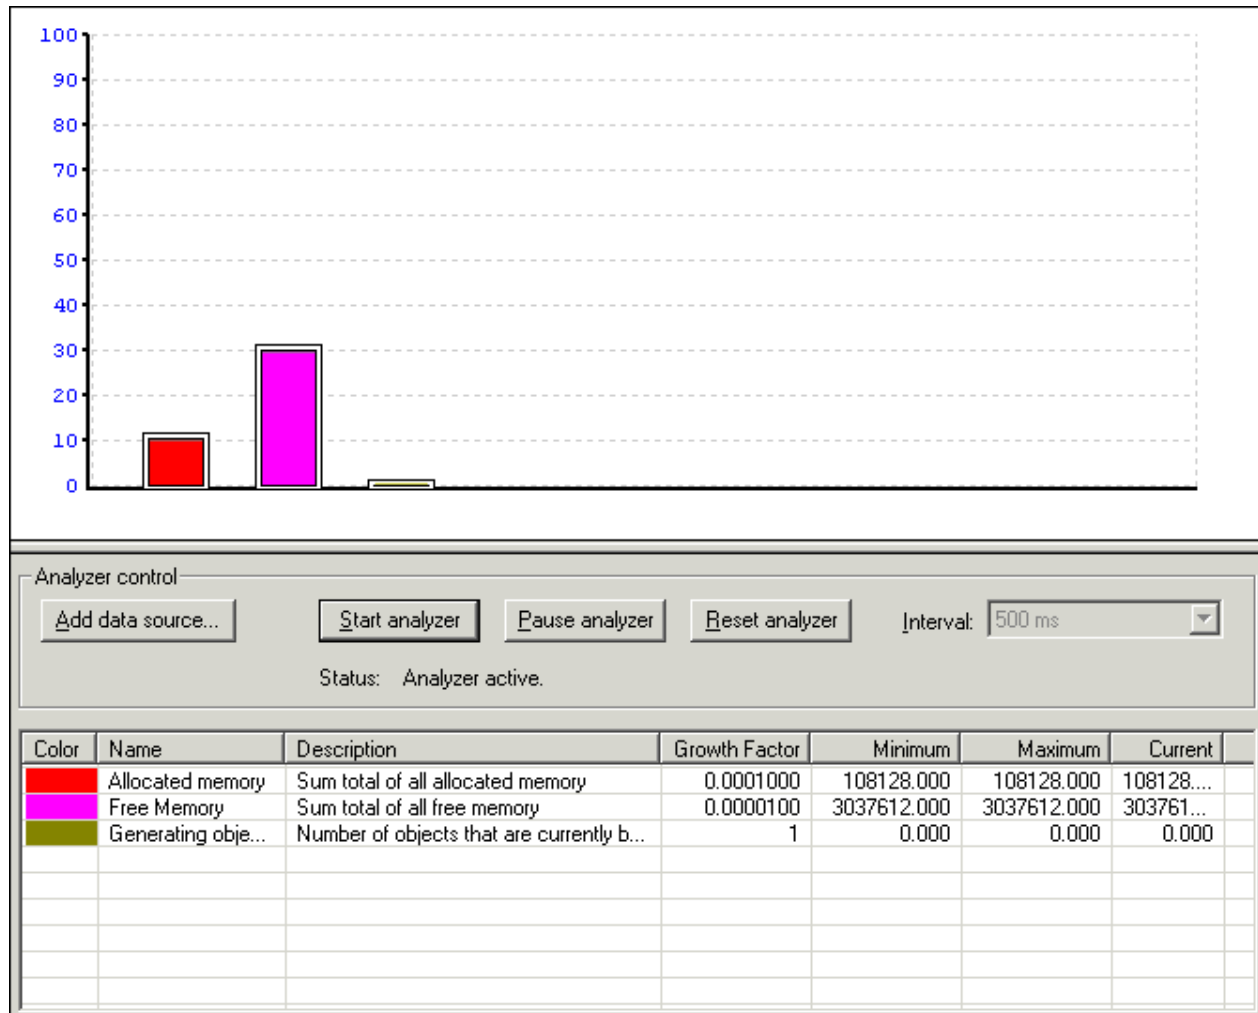 100
90
80
70
60
50
40
30
20
10
0
Analyzer control
Add data source...
Start analyzer
Pause analyzer
Reset analyzer
Interval:
500 ms
Status: Analyzer active.
Color Name Description Growth Factor Minimum Maximum Current
Allocated memory Sum total of all allocated memory 0.0001000 108128.000 108128.000 108128....
Free Memory Sum total of all free memory 0.0000100 3037612.000 3037612.000 303761...
Generating obje... Number of objects that are currently b... 1 0.000 0.000 0.000